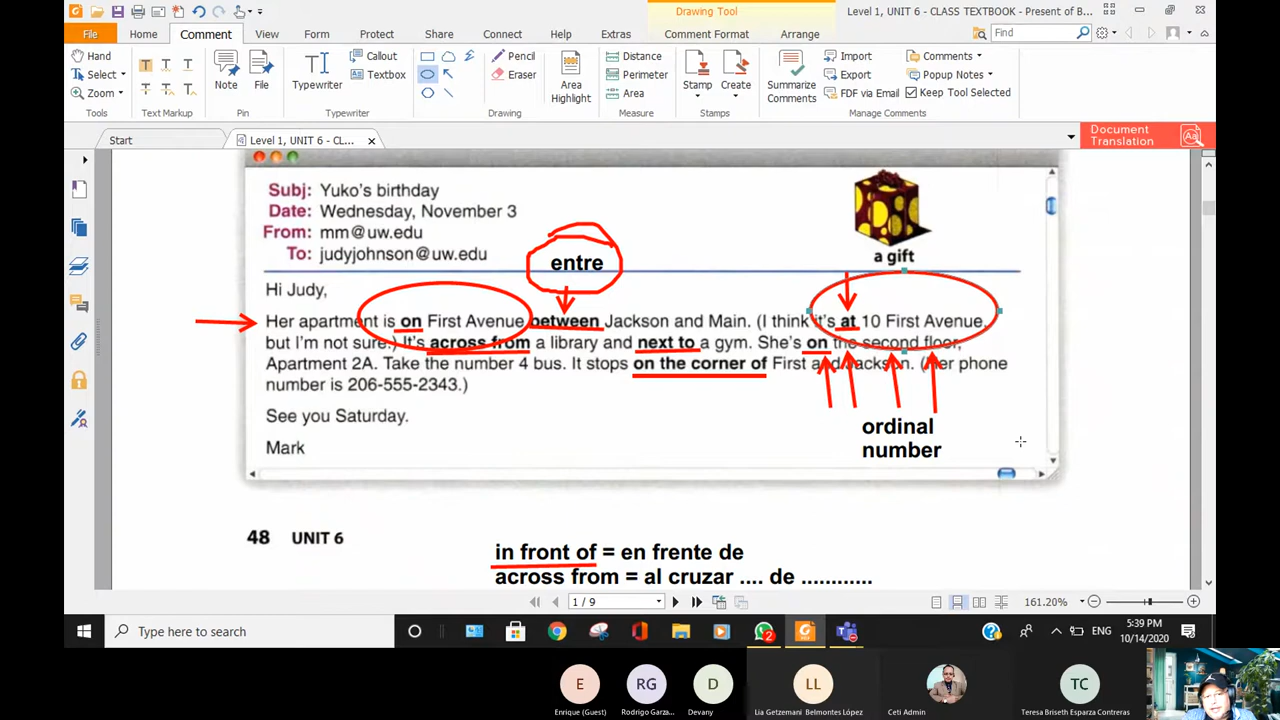 Drawing Tool
Level 1, UNIT 6 - CLASS TEXTBOOK - Present of B...
File
Home
Comment
View
Form
Protect
Share
Connect
Help
Extras
Comment Format
Arrange
Find
Hand
Select
Zoom
Tools
Text Markup
Note
File
Pin
Typewriter
Callout
Textbox
Typewriter
Pencil
Eraser
Drawing
Area
Highlight
Distance
Perimeter
Area
Measure
Stamp
Create
Stamps
Summarize
Comments
Import
Export
FDF via Email
Comments
Popup Notes
Keep Tool Selected
Manage Comments
Start
Level 1, UNIT 6 - CL...
Document
Translation
Subj: Yuko's birthday
Date: Wednesday, November 3
From: mm@uw.edu
To: judyjohnson@uw.edu
a gift
entre
Hi Judy,
Her apartment is on First Avenue between Jackson and Main. (I think it's at 10 First Avenue,
but I'm not sure.) It's across from a library and next to a gym. She's on the second floor,
Apartment 2A. Take the number 4 bus. It stops on the corner of First and Jackson. (Her phone
number is 206-555-2343.)
See you Saturday.
Mark
ordinal
number
48 UNIT 6
in front of = en frente de
across from = al cruzar .... de ............
1 / 9
161.20%
Type here to search
2
ENG
5:39 PM
10/14/2020
E
RG
D
LL
TC
Enrique (Guest)
Rodrigo Garza...
Devany
Lia Getzemani Belmontes López
Ceti Admin
Teresa Briseth Esparza Contreras